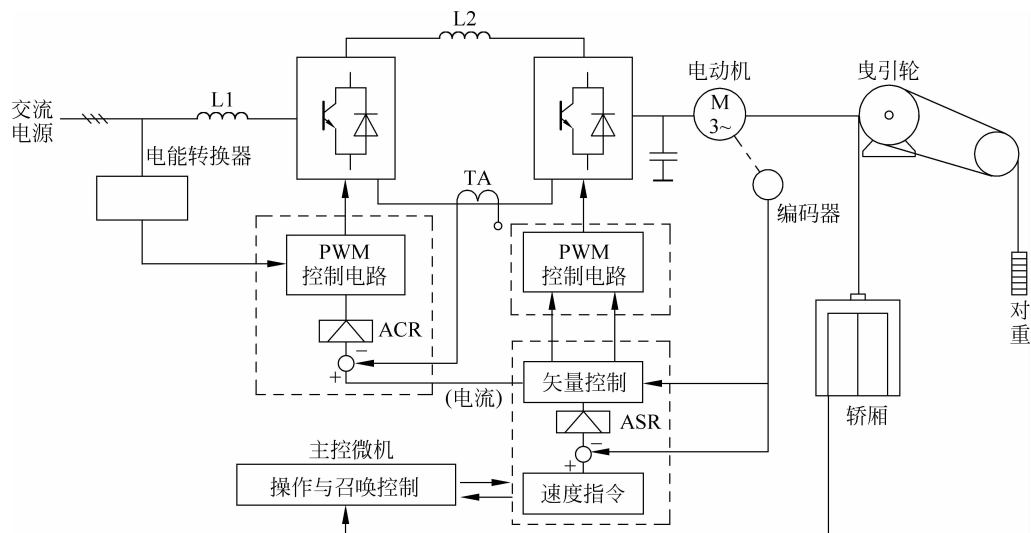 L2
L1
交流
电源
电能转换器
电动机
M
3~
曳引轮
TA
编码器
PWM
控制电路
PWM
控制电路
对
重
ACR
−
+
(电流)
矢量控制
轿厢
ASR
−
+
主控微机
操作与召唤控制
速度指令